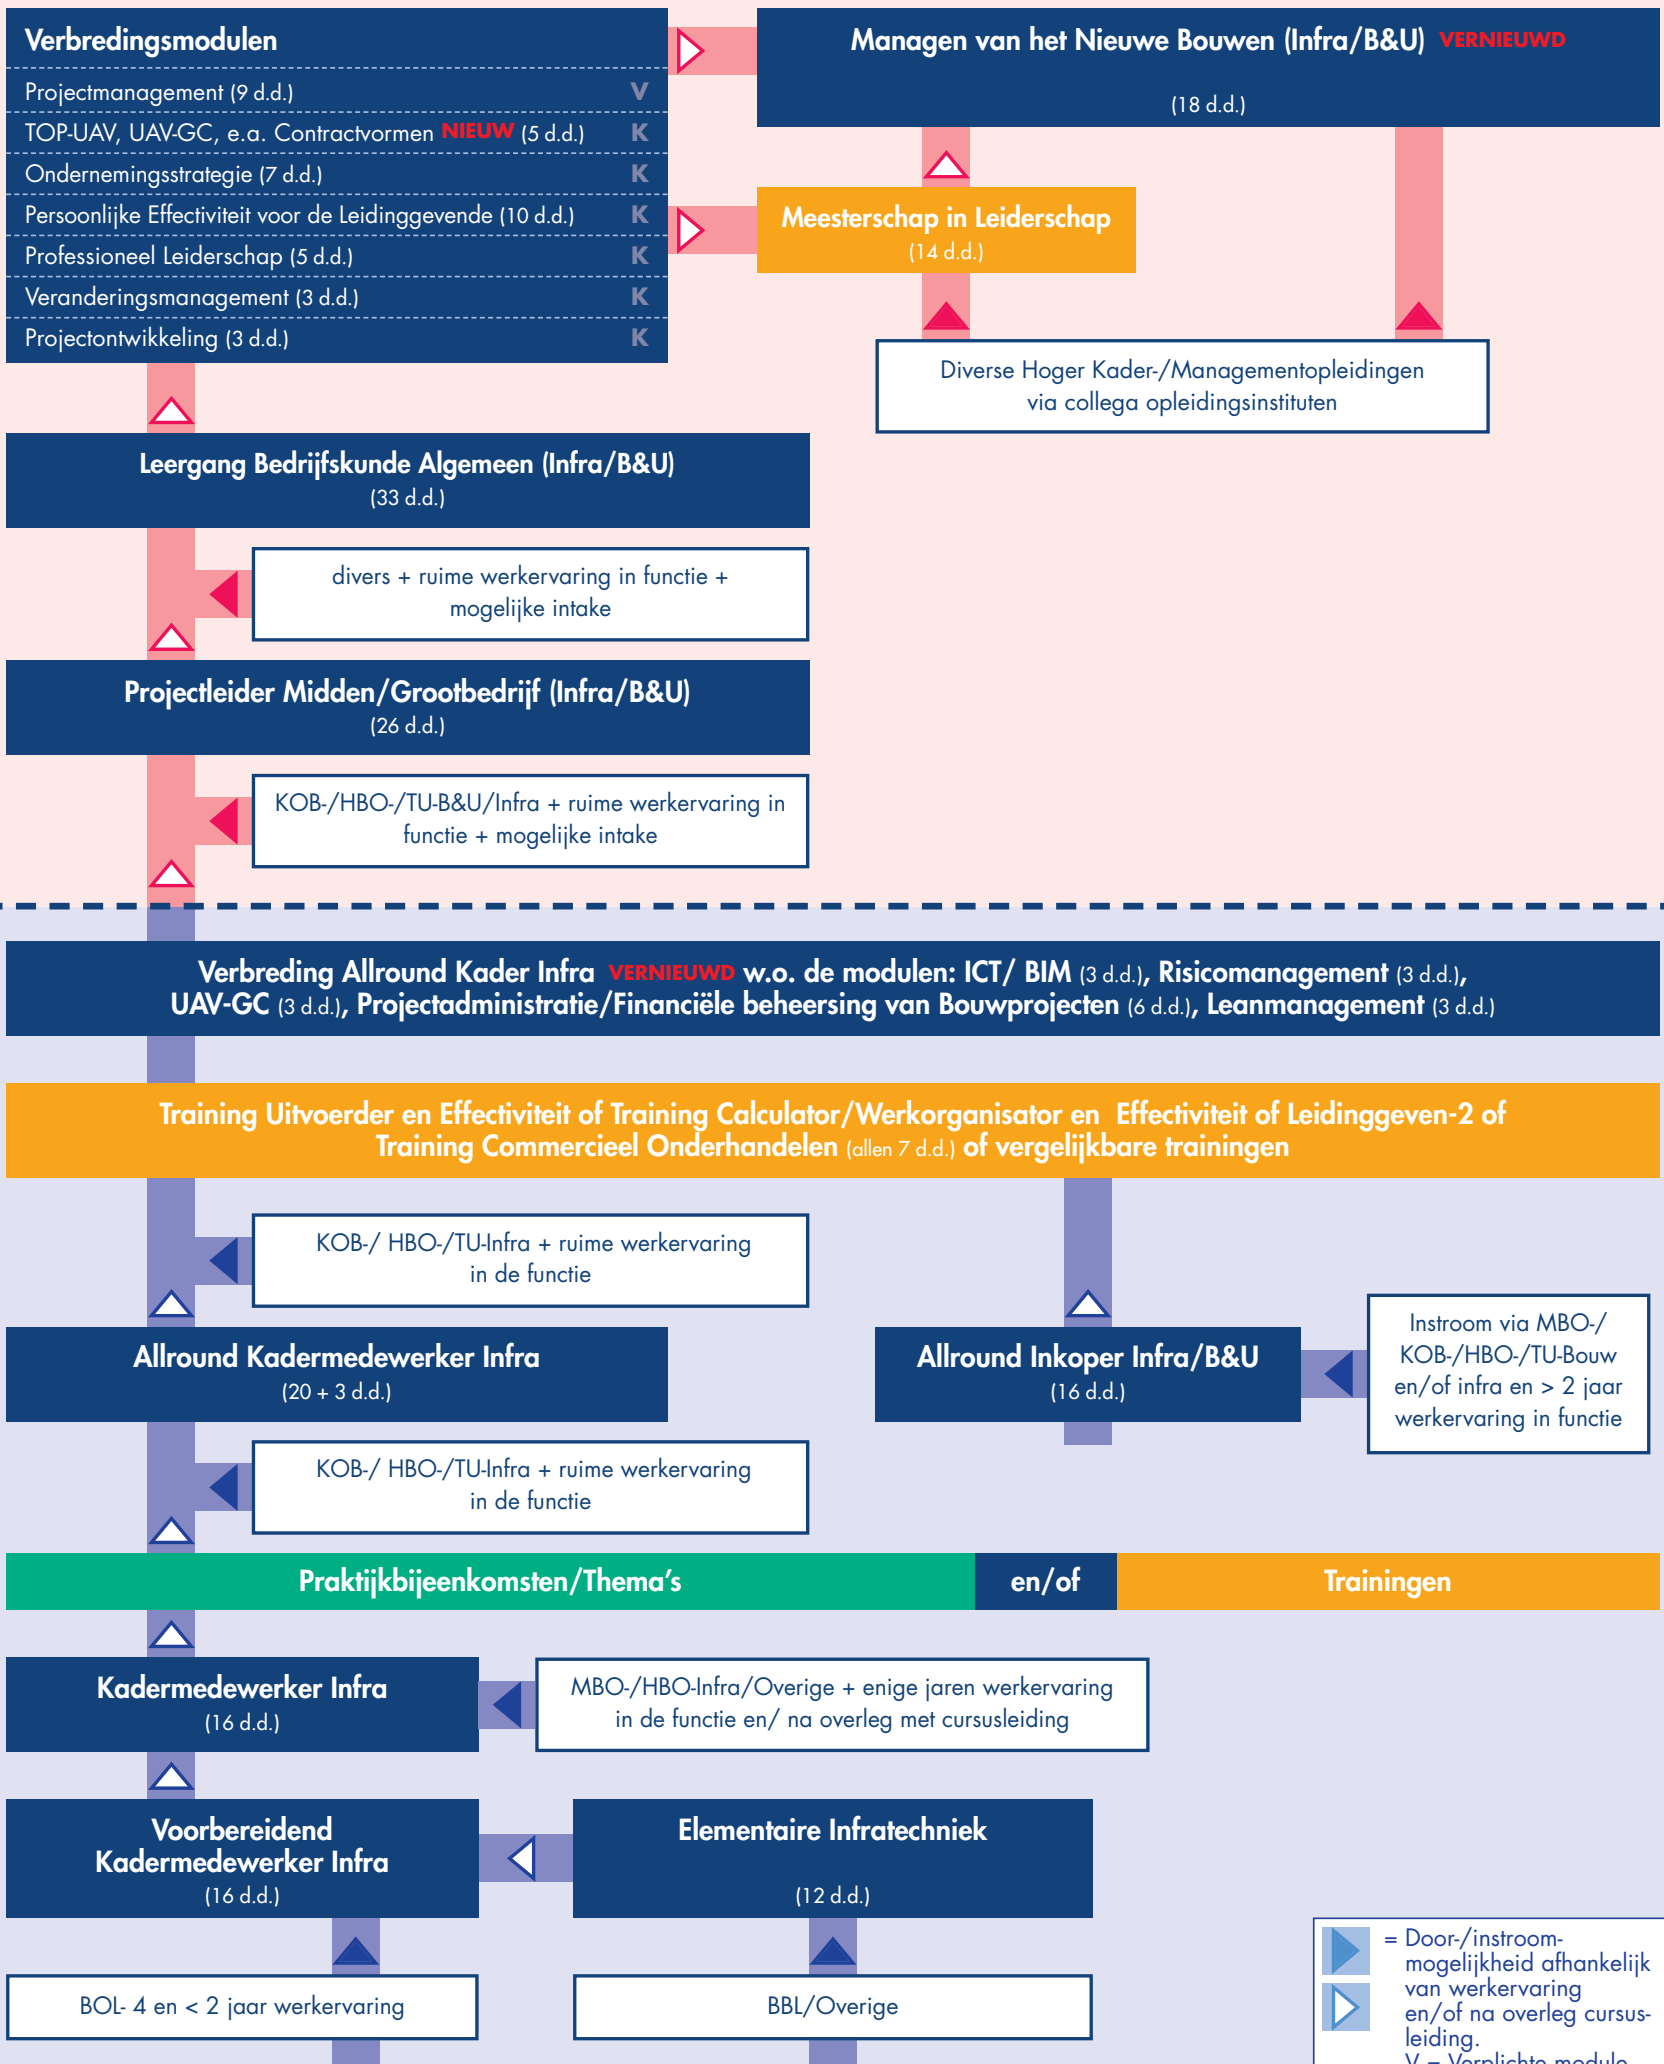 Verbredingsmodulen
Projectmanagement (9 d.d.) V
TOP-UAV, UAV-GC, e.a. Contractvormen NIEUW (5 d.d.) K
Ondernemingsstrategie (7 d.d.) K
Persoonlijke Effectiviteit voor de Leidinggevende (10 d.d.) K
Professioneel Leiderschap (5 d.d.) K
Veranderingsmanagement (3 d.d.) K
Projectontwikkeling (3 d.d.) K
Managen van het Nieuwe Bouwen (Infra/B&U) VERNIEUWD
(18 d.d.)
Meesterschap in Leiderschap
(14 d.d.)
Diverse Hoger Kader-/Managementopleidingen
via collega opleidingsinstituten
Leergang Bedrijfskunde Algemeen (Infra/B&U)
(33 d.d.)
divers + ruime werkervaring in functie +
mogelijke intake
Projectleider Midden/Grootbedrijf (Infra/B&U)
(26 d.d.)
KOB-/HBO-/TU-B&U/Infra + ruime werkervaring in
functie + mogelijke intake
Verbreding Allround Kader Infra VERNIEUWD w.o. de modulen: ICT/ BIM (3 d.d.), Risicomanagement (3 d.d.),
UAV-GC (3 d.d.), Projectadministratie/Financiële beheersing van Bouwprojecten (6 d.d.), Leanmanagement (3 d.d.)
Training Uitvoerder en Effectiviteit of Training Calculator/Werkorganisator en Effectiviteit of Leidinggeven-2 of
Training Commercieel Onderhandelen (allen 7 d.d.) of vergelijkbare trainingen
KOB-/ HBO-/TU-Infra + ruime werkervaring
in de functie
Allround Kadermedewerker Infra
(20 + 3 d.d.)
Allround Inkoper Infra/B&U
(16 d.d.)
Instroom via MBO-/
KOB-/HBO-/TU-Bouw
en/of infra en > 2 jaar
werkervaring in functie
KOB-/ HBO-/TU-Infra + ruime werkervaring
in de functie
Praktijkbijeenkomsten/Thema's en/of Trainingen
Kadermedewerker Infra
(16 d.d.)
MBO-/HBO-Infra/Overige + enige jaren werkervaring
in de functie en/ na overleg met cursusleiding
Voorbereidend
Kadermedewerker Infra
(16 d.d.)
Elementaire Infratechniek
(12 d.d.)
BOL- 4 en < 2 jaar werkervaring
BBL/Overige
= Door-/instroom-
mogelijkheid afhankelijk
van werkervaring
en/of na overleg cursus-
leiding.
V = Verplichte module